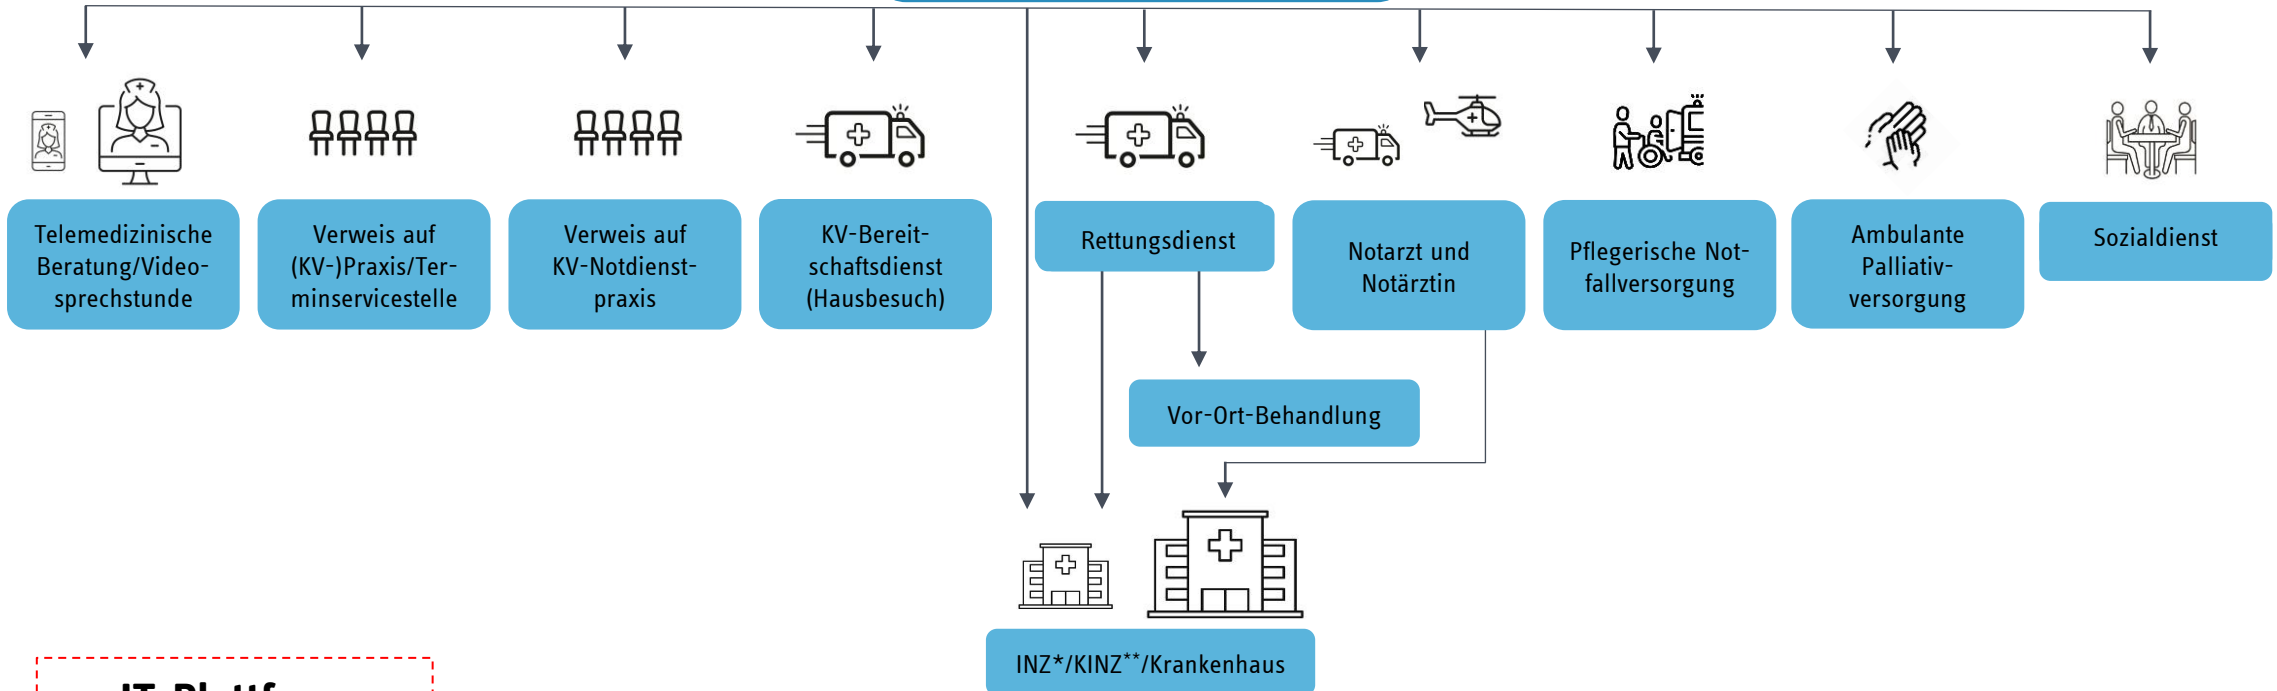 Telemedizinische
Beratung/Video-
sprechstunde
Verweis auf
(KV-)Praxis/Ter-
minservicestelle
Verweis auf
KV-Notdienst-
praxis
KV-Bereit-
schaftsdienst
(Hausbesuch)
Rettungsdienst
Notarzt und
Notärztin
Pflegerische Not-
fallversorgung
Ambulante
Palliativ-
versorgung
Sozialdienst
Vor-Ort-Behandlung
INZ*/KINZ**/Krankenhaus